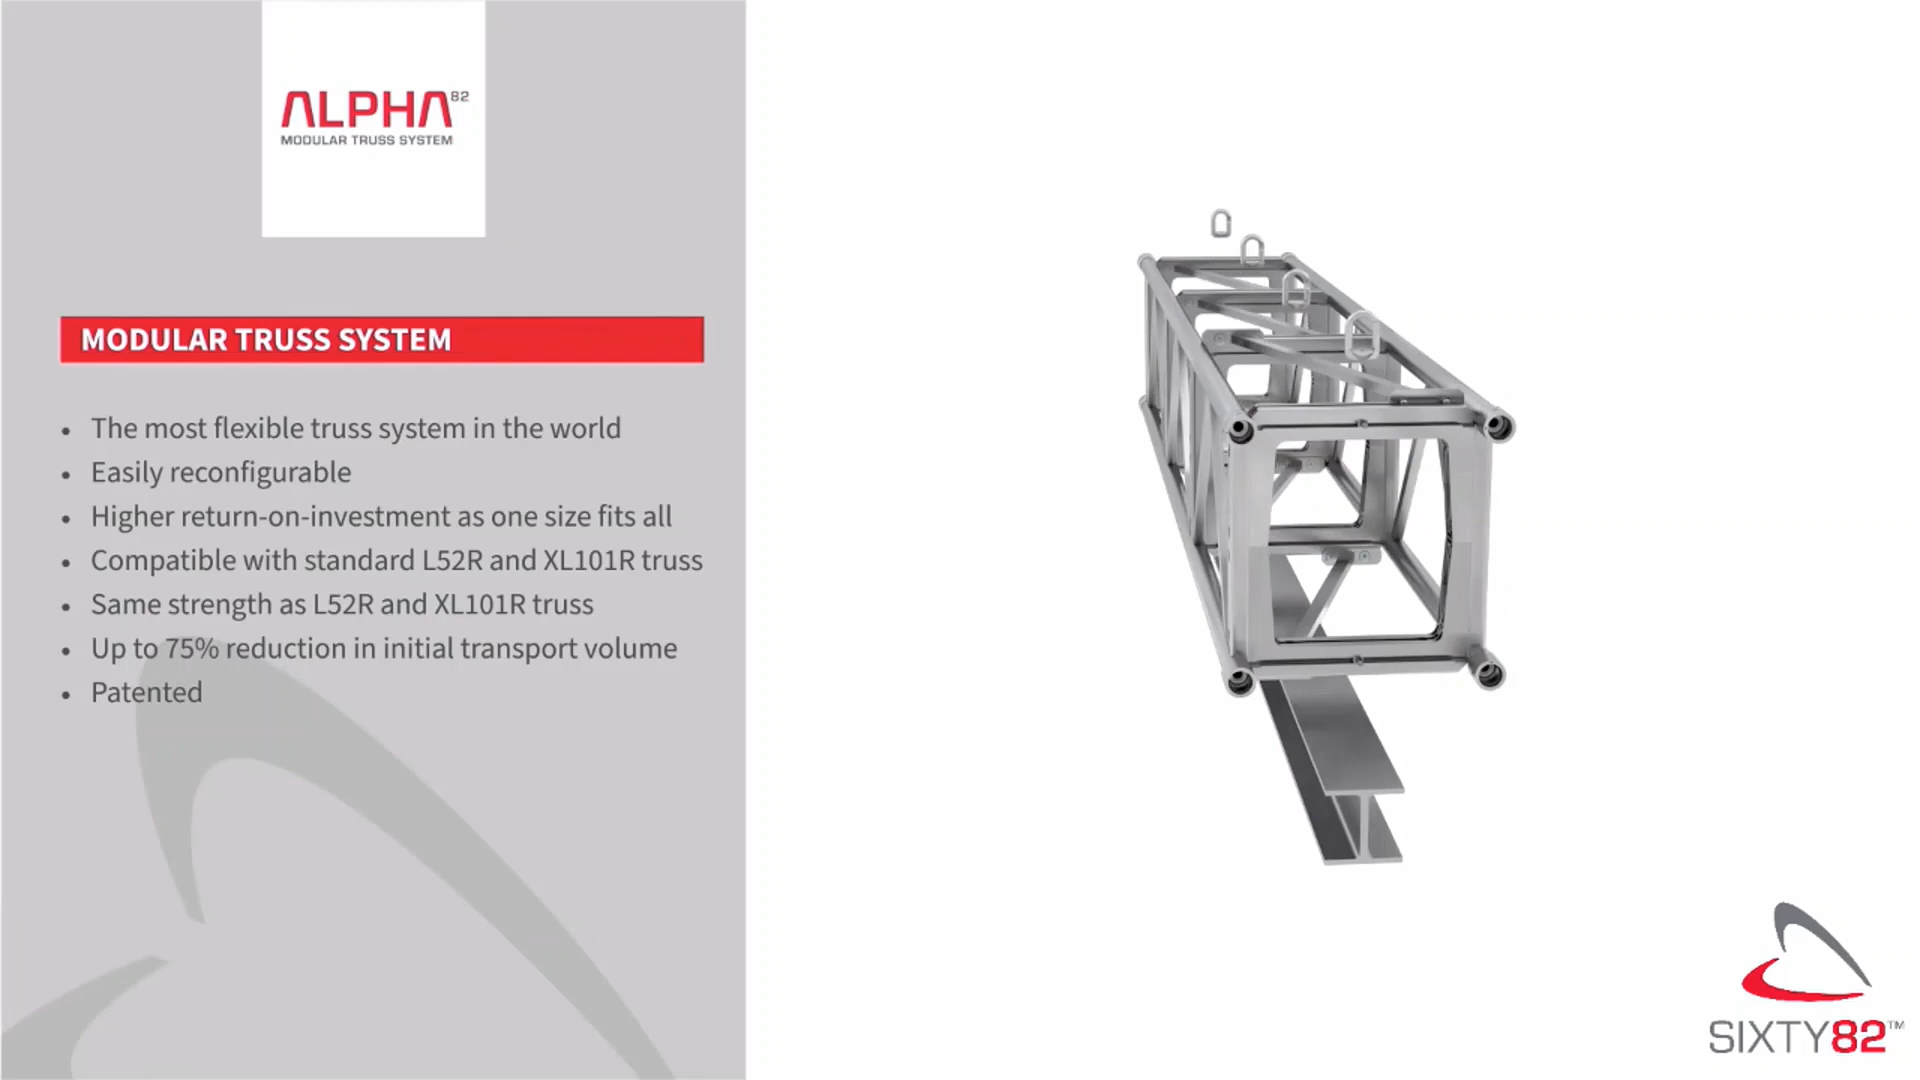 ALPHA82
MODULAR TRUSS SYSTEM
MODULAR TRUSS SYSTEM
• The most flexible truss system in the world
• Easily reconfigurable
• Higher return-on-investment as one size fits all
• Compatible with standard L52R and XL101R truss
• Same strength as L52R and XL101R truss
• Up to 75% reduction in initial transport volume
• Patented
SIXTY82™